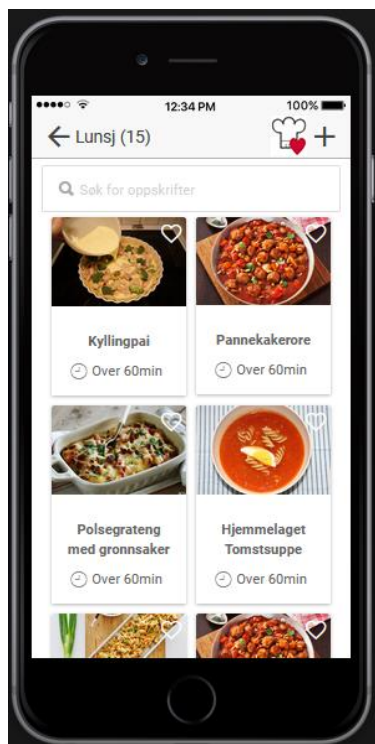 12:34 PM
100%
Lunsj (15)
Søk for oppskrifter
Kyllingpai
Over 60min
Pannekakerore
Over 60min
Polsegrateng
med gronnsaker
Over 60min
Hjemmelaget
Tomstsuppe
Over 60min